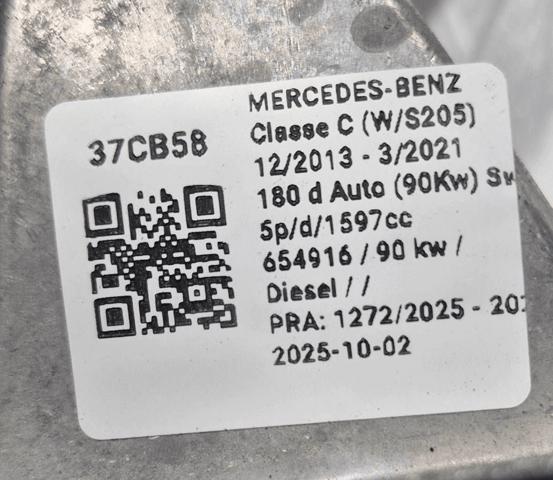 37CB58
MERCEDES-BENZ
Classe C (W/S205)
12/2013 - 3/2021
180 d Auto (90Kw)
5p/d/1597cc
654916 / 90 kw /
Diesel / /
PRA: 1272/2025 -
2025-10-02